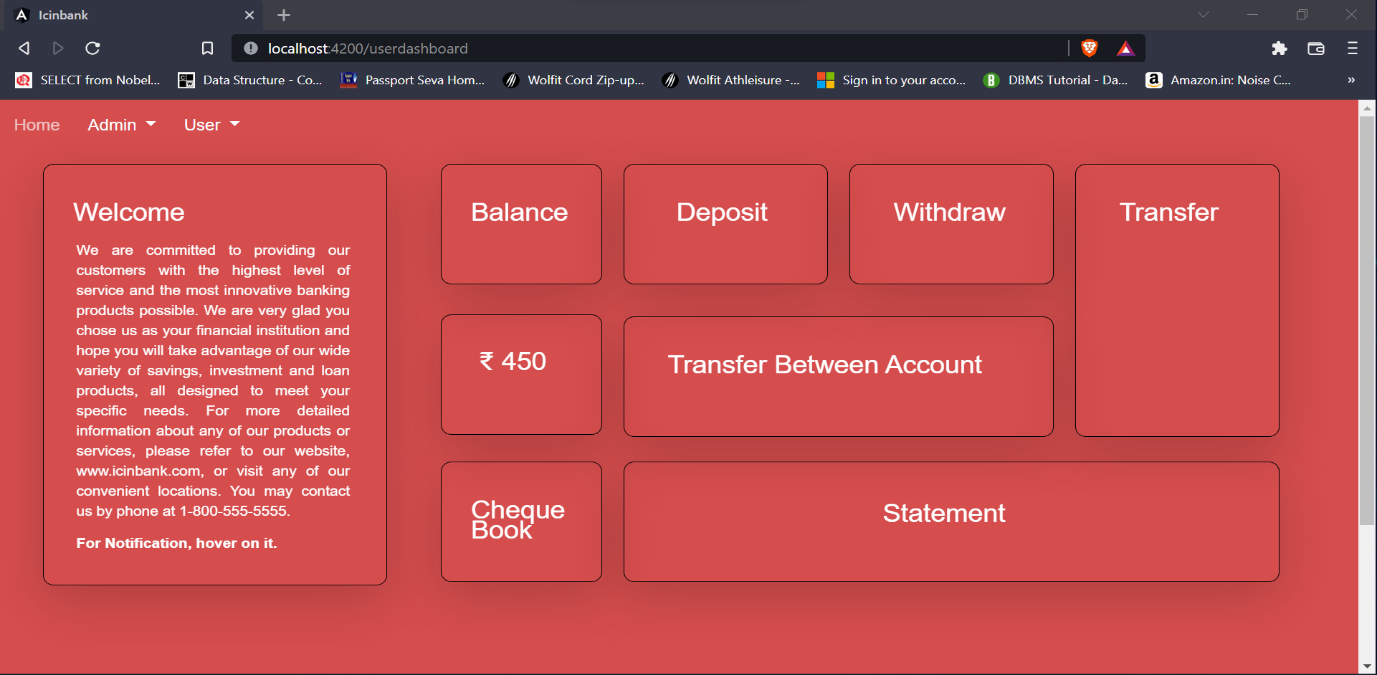 Icinbank
localhost:4200/userdashboard
SELECT from Nobel...
Data Structure - Co...
Passport Seva Hom...
Wolfit Cord Zip-up...
Wolfit Athleisure -...
Sign in to your acco...
DBMS Tutorial - Da...
Amazon.in: Noise C...
»
Home Admin User
Welcome
We are committed to providing our
customers with the highest level of
service and the most innovative banking
products possible. We are very glad you
chose us as your financial institution and
hope you will take advantage of our wide
variety of savings, investment and loan
products, all designed to meet your
specific needs. For more detailed
information about any of our products or
services, please refer to our website,
www.icinbank.com, or visit any of our
convenient locations. You may contact
us by phone at 1-800-555-5555.
For Notification, hover on it.
Balance
Deposit
Withdraw
Transfer
₹ 450
Transfer Between Account
Cheque
Book
Statement